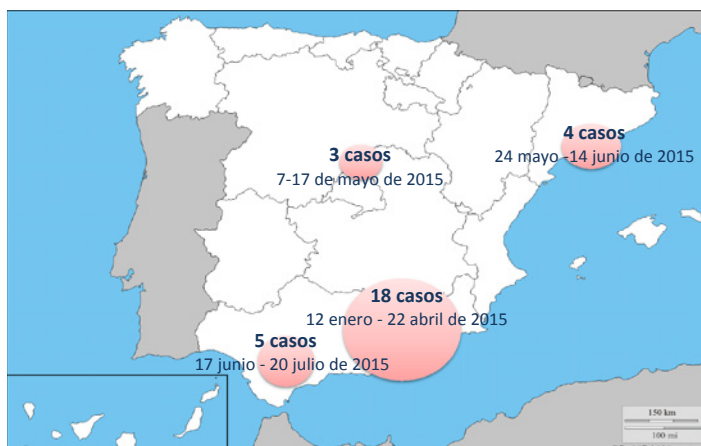 4 casos
24 mayo -14 junio de 2015
3 casos
7-17 de mayo de 2015
18 casos
12 enero - 22 abril de 2015
5 casos
17 junio - 20 julio de 2015
150 km
100 mi